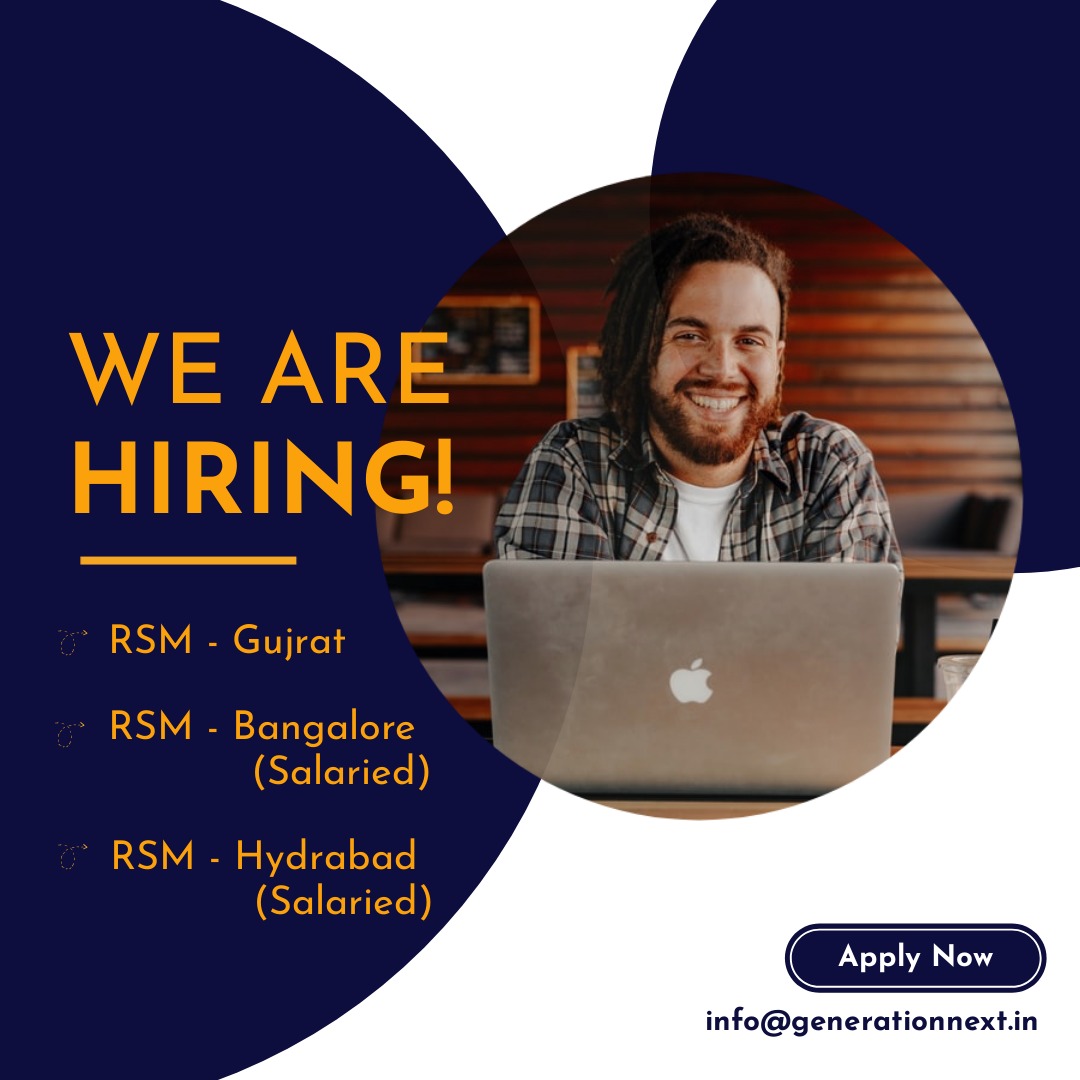 WE ARE
HIRING!
RSM - Gujrat
RSM - Bangalore
(Salaried)
RSM - Hydrabad
(Salaried)
Apply Now
info@generationnext.in